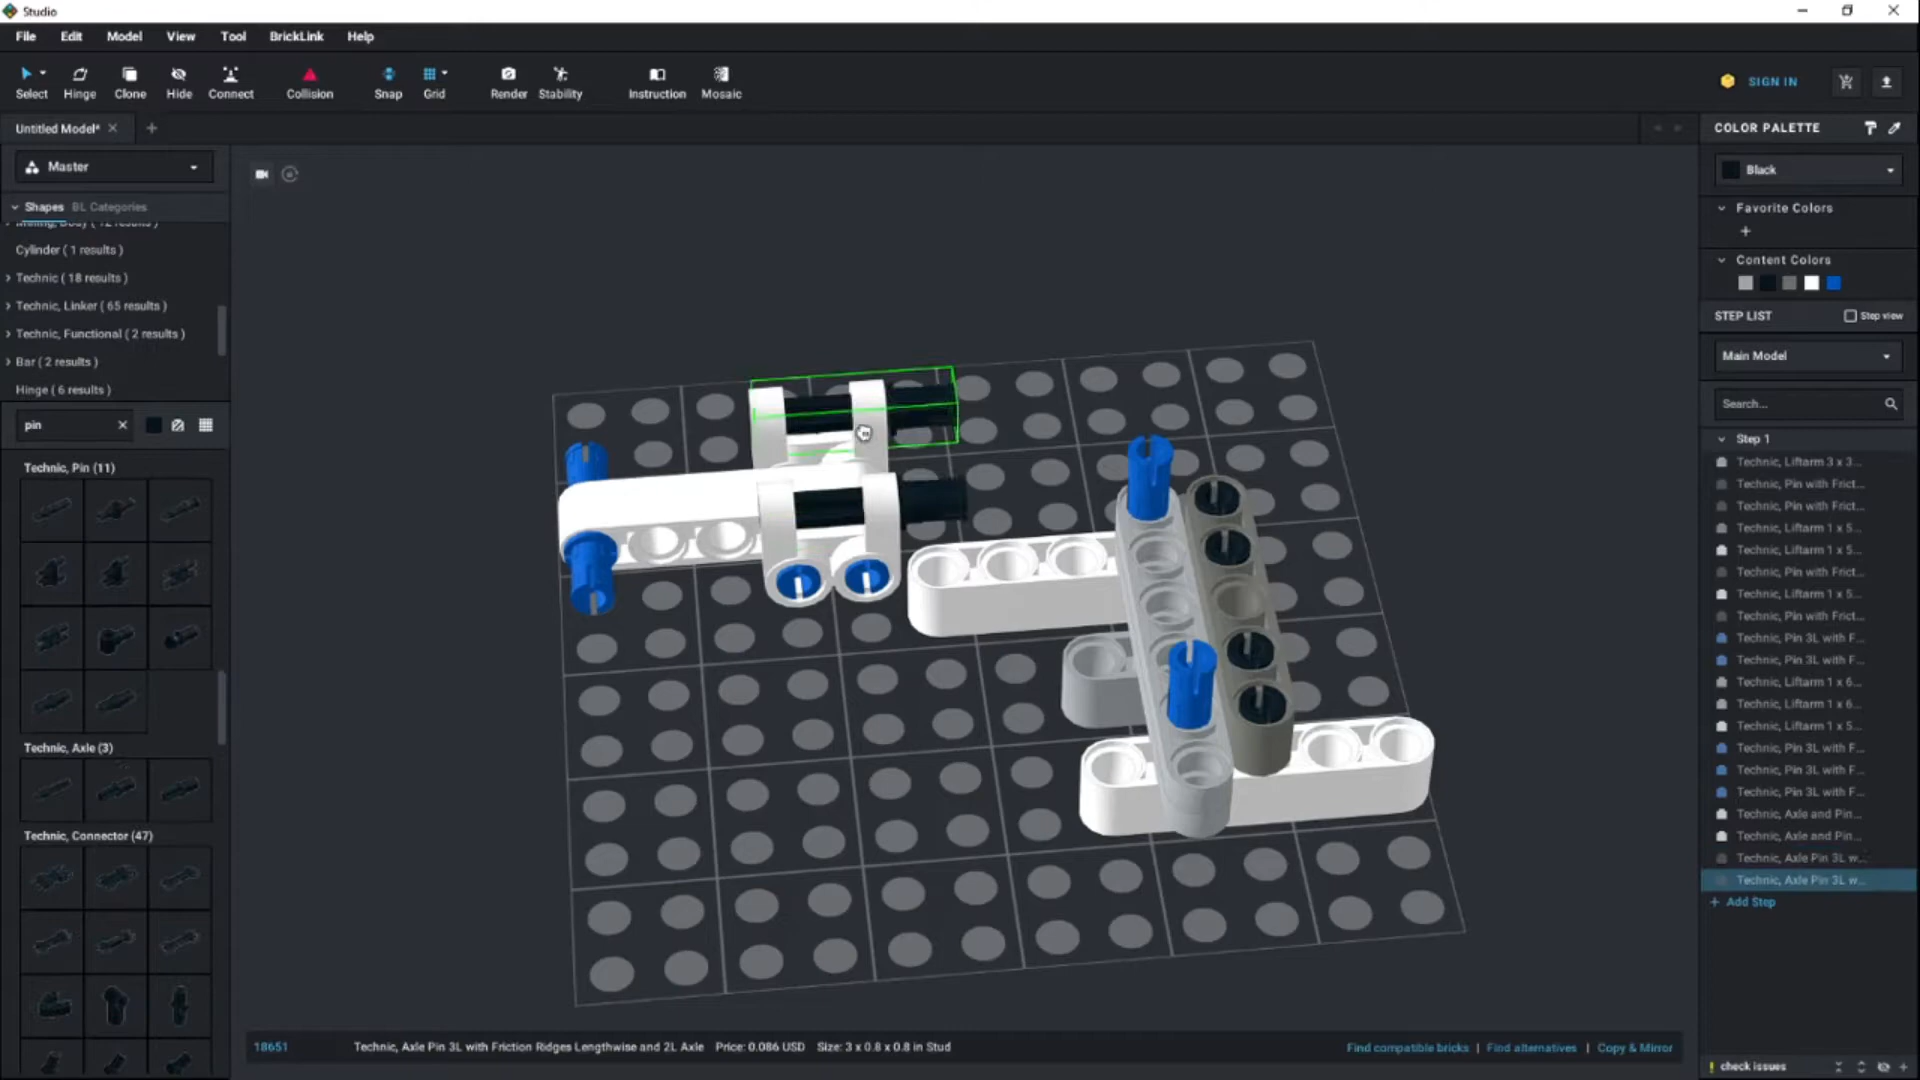 Studio
File Edit Model View Tool BrickLink Help
Select Hinge Clone Hide Connect Collision Snap Grid Render Stability Instruction Mosaic
SIGN IN
Untitled Model*
COLOR PALETTE
Master
Black
Shapes BL Categories
Favorite Colors
Cylinder ( 1 results )
Technic ( 18 results )
Technic, Linker ( 65 results )
Technic, Functional ( 2 results )
Bar ( 2 results )
Hinge ( 6 results )
Content Colors
STEP LIST Step view
Main Model
Search...
pin
Step 1
Technic, Pin (11)
Technic, Axle (3)
Technic, Connector (47)
Technic, Liftarm 3 x 3...
Technic, Pin with Frict...
Technic, Pin with Frict...
Technic, Liftarm 1 x 5...
Technic, Liftarm 1 x 5...
Technic, Pin with Frict...
Technic, Liftarm 1 x 5...
Technic, Pin with Frict...
Technic, Pin 3L with F...
Technic, Pin 3L with F...
Technic, Liftarm 1 x 6...
Technic, Liftarm 1 x 6...
Technic, Liftarm 1 x 5...
Technic, Pin 3L with F...
Technic, Pin 3L with F...
Technic, Pin 3L with F...
Technic, Axle and Pin...
Technic, Axle and Pin...
Technic, Axle Pin 3L w...
Technic, Axle Pin 3L w...
+ Add Step
18651 Technic, Axle Pin 3L with Friction Ridges Lengthwise and 2L Axle Price: 0.086 USD Size: 3 x 0.8 x 0.8 in Stud
Find compatible bricks | Find alternatives | Copy & Mirror
check issues